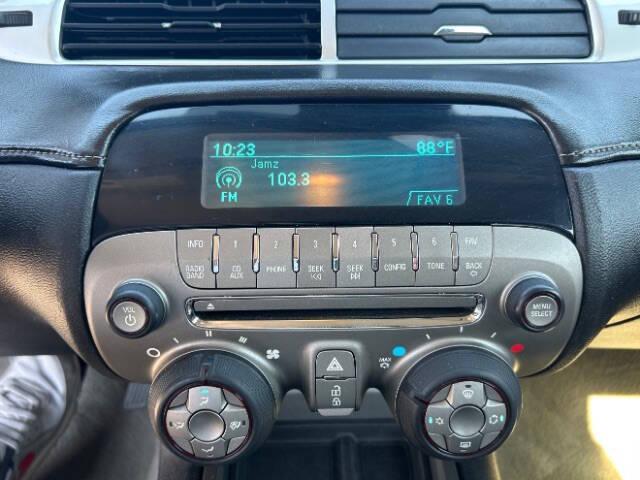 10:23 88°F
Jamz
103.3
FM FAV 6
INFO 1 2 3 4 5 6 FAV
RADIO BAND CD AUX PHONE SEEK SEEK CONFIG TONE BACK
VOL
MENU SELECT
MAX